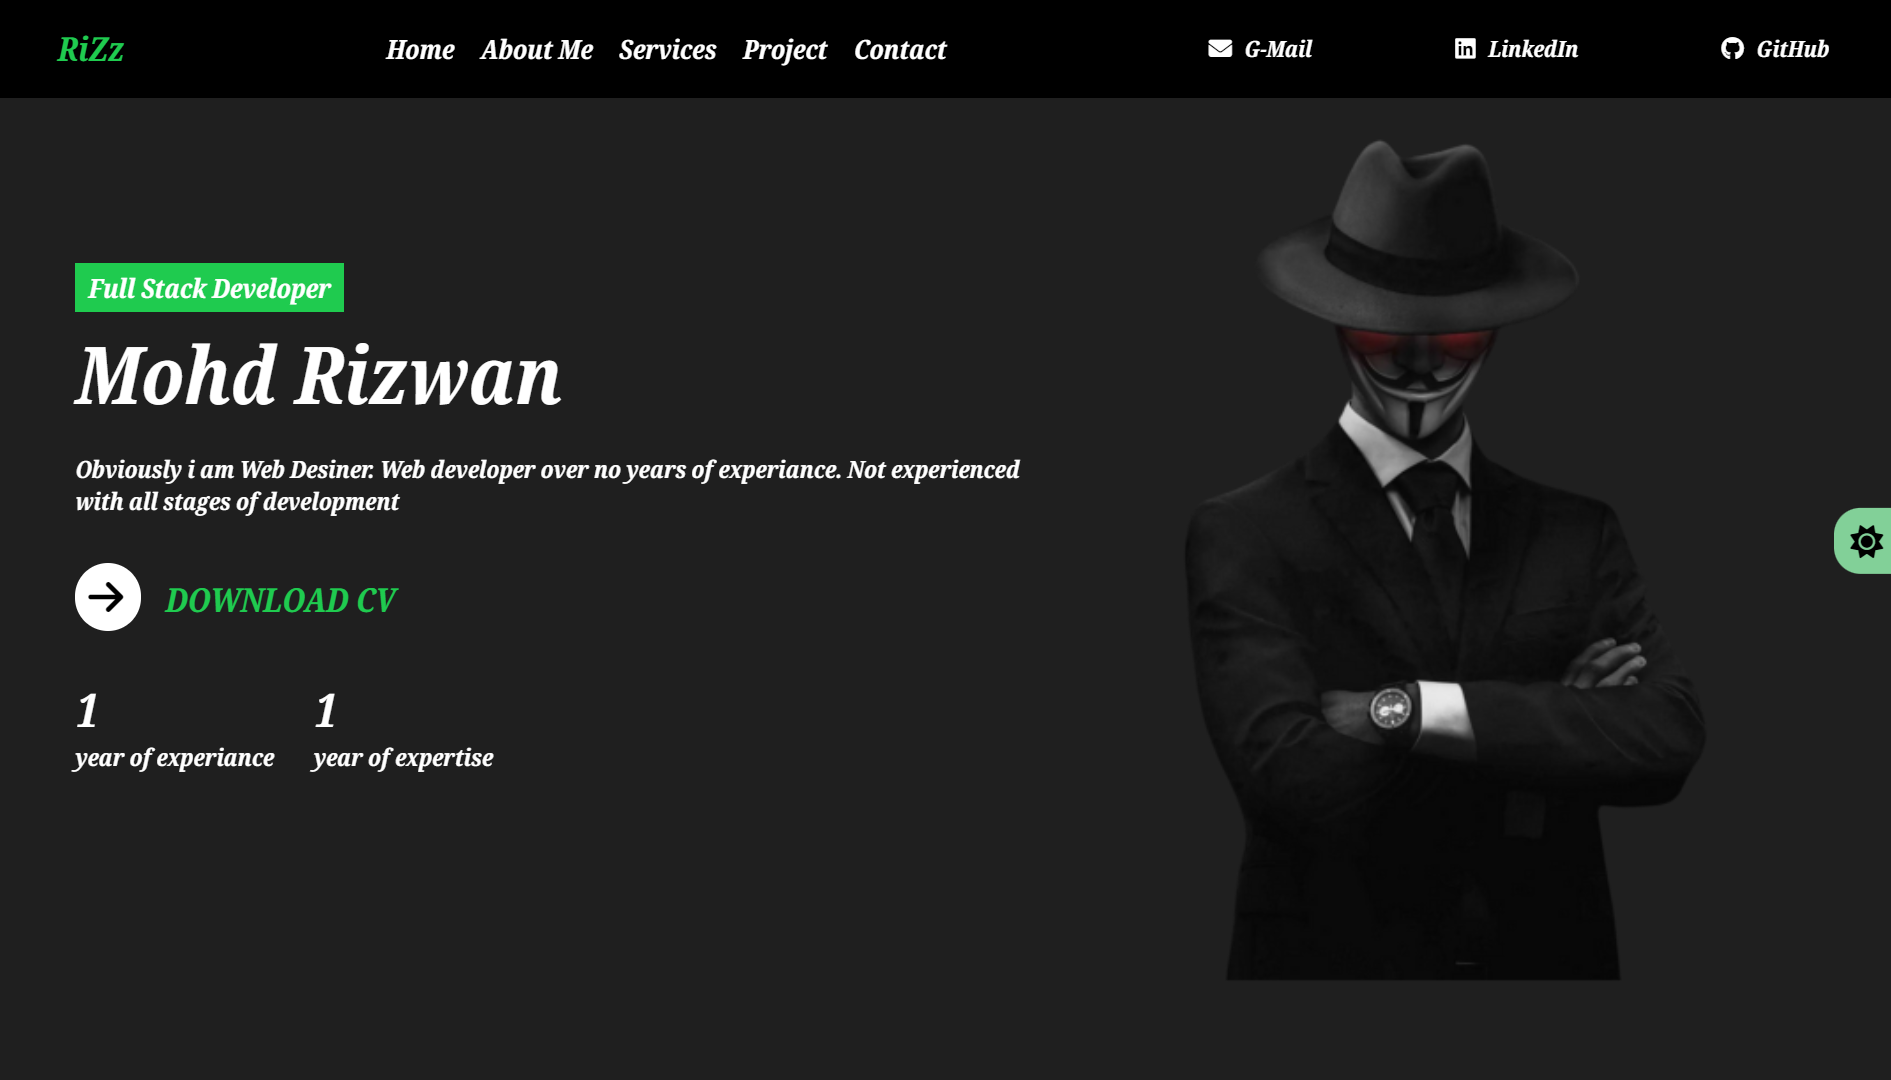 RiZz
Home About Me Services Project Contact
G-Mail LinkedIn GitHub
Full Stack Developer
Mohd Rizwan
Obviously i am Web Desiner. Web developer over no years of experiance. Not experienced
with all stages of development
DOWNLOAD CV
1 1
year of experiance year of expertise